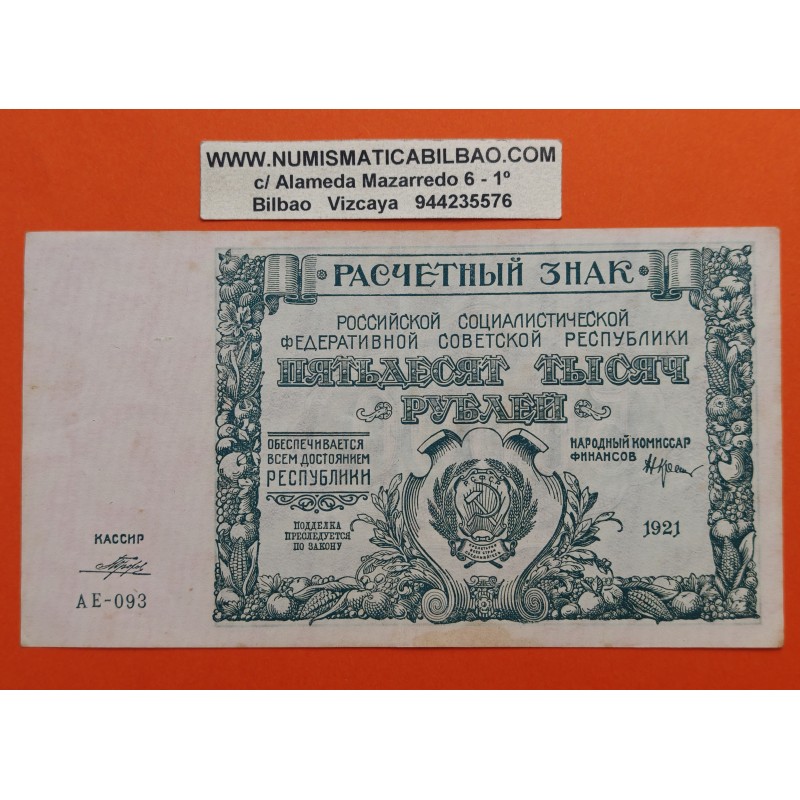 WWW.NUMISMATICABILBAO.COM
c/ Alameda Mazarredo 6 - 1º
Bilbao Vizcaya 944235576
РАСЧЕТНЫЙ ЗНАК
РОССИЙСКОЙ СОЦИАЛИСТИЧЕСКОЙ
ФЕДЕРАТИВНОЙ СОВЕТСКОЙ РЕСПУБЛИКИ
ПЯТЬДЕСЯТ ТЫСЯЧ
РУБЛЕЙ
ОБЕСПЕЧИВАЕТСЯ
ВСЕМ ДОСТОЯНИЕМ
РЕСПУБЛИКИ
ПОДДЕЛКА
ПРЕСЛЕДУЕТСЯ
ПО ЗАКОНУ
НАРОДНЫЙ КОМИССАР
ФИНАНСОВ
1921
КАССИР
АЕ-093